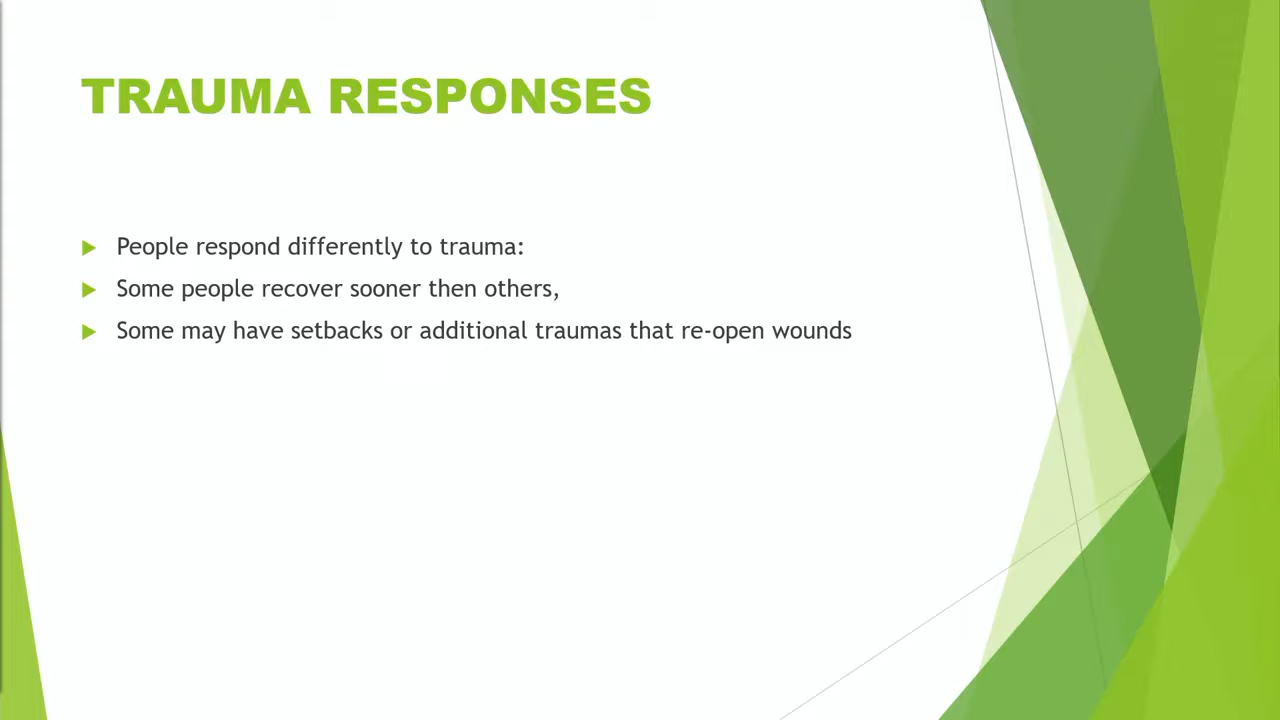 TRAUMA RESPONSES
People respond differently to trauma:
Some people recover sooner then others,
Some may have setbacks or additional traumas that re-open wounds